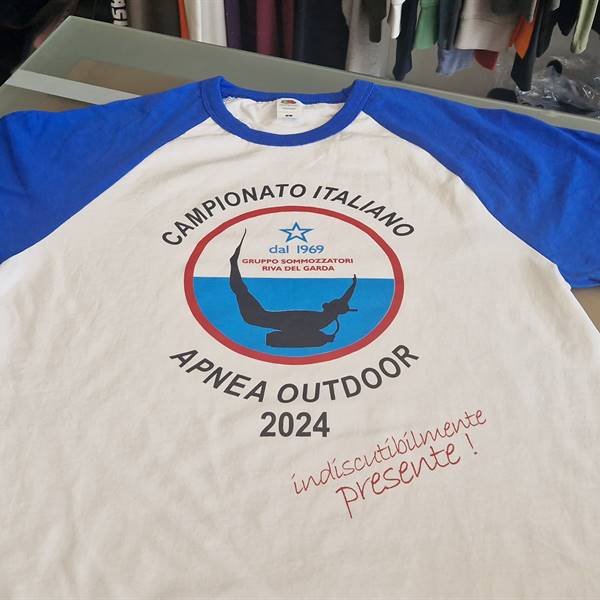 CAMPIONATO ITALIANO
dal 1969
GRUPPO SOMMOZZATORI
RIVA DEL GARDA
APNEA OUTDOOR
2024
indiscutibilmente
presente !